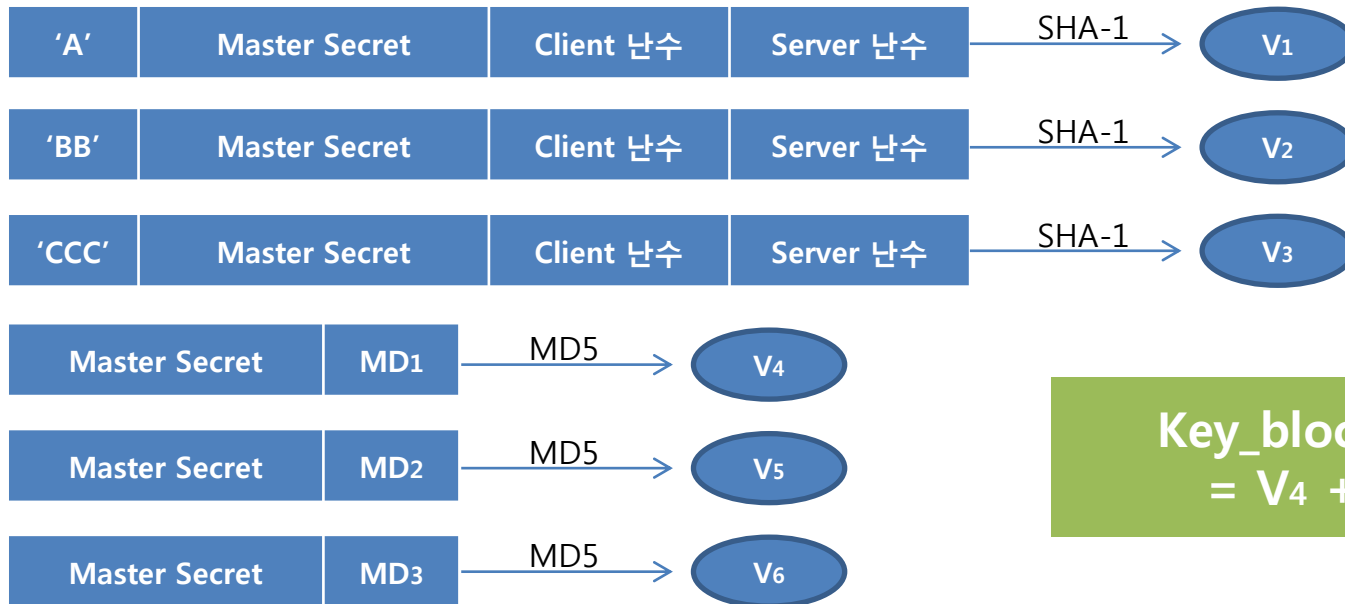 ‘A’ Master Secret Client 난수 Server 난수 SHA-1 V1
‘BB’ Master Secret Client 난수 Server 난수 SHA-1 V2
‘CCC’ Master Secret Client 난수 Server 난수 SHA-1 V3
Master Secret MD1 MD5 V4
Master Secret MD2 MD5 V5
Master Secret MD3 MD5 V6
Key_bloc
= V4 +